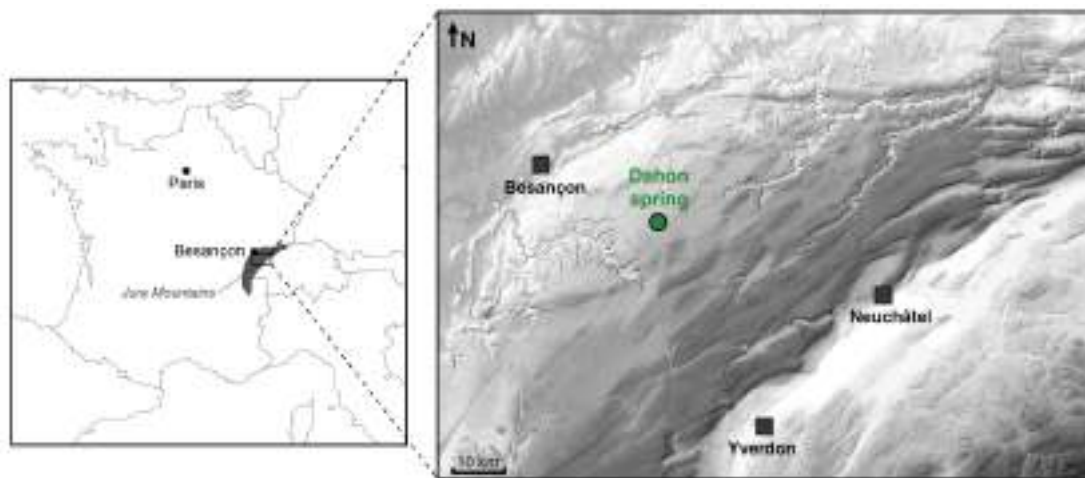 Paris
Besançon
Jura Mountains
N
Besançon
Dahon
spring
Neuchâtel
Yverdon
10 km